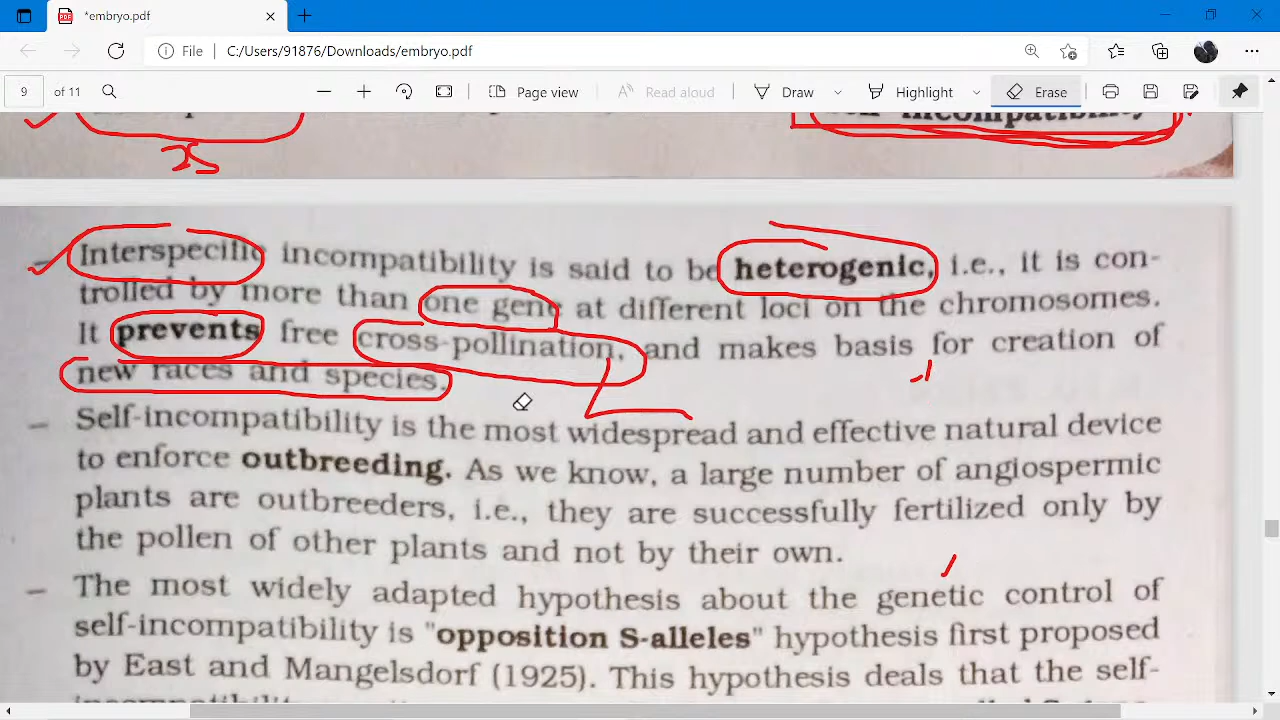 *embryo.pdf
File
C:/Users/91876/Downloads/embryo.pdf
9 of 11
Page view
Read aloud
Draw
Highlight
Erase
self-incompatibility
Interspecific incompatibility is said to be heterogenic, i.e., it is con-
trolled by more than one gene at different loci on the chromosomes.
It prevents free cross-pollination, and makes basis for creation of
new races and species.
- Self-incompatibility is the most widespread and effective natural device
to enforce outbreeding. As we know, a large number of angiospermic
plants are outbreeders, i.e., they are successfully fertilized only by
the pollen of other plants and not by their own.
- The most widely adapted hypothesis about the genetic control of
self-incompatibility is "opposition S-alleles" hypothesis first proposed
by East and Mangelsdorf (1925). This hypothesis deals that the self-